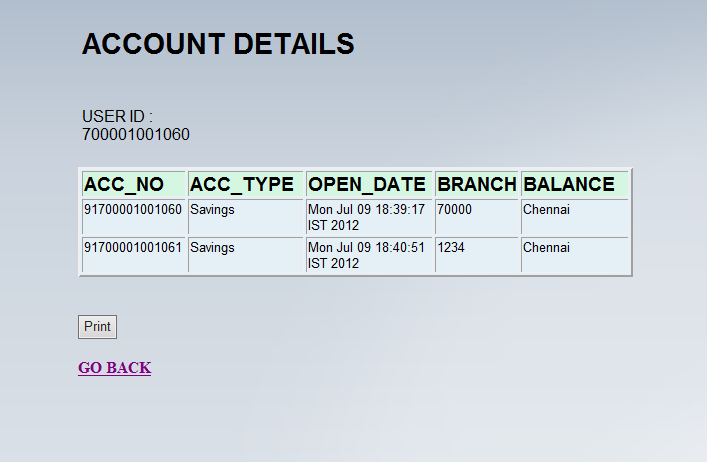 ACCOUNT DETAILS
USER ID :
700001001060
ACC_NO ACC_TYPE OPEN_DATE BRANCH BALANCE
91700001001060 Savings Mon Jul 09 18:39:17 IST 2012 70000 Chennai
91700001001061 Savings Mon Jul 09 18:40:51 IST 2012 1234 Chennai
Print
GO BACK